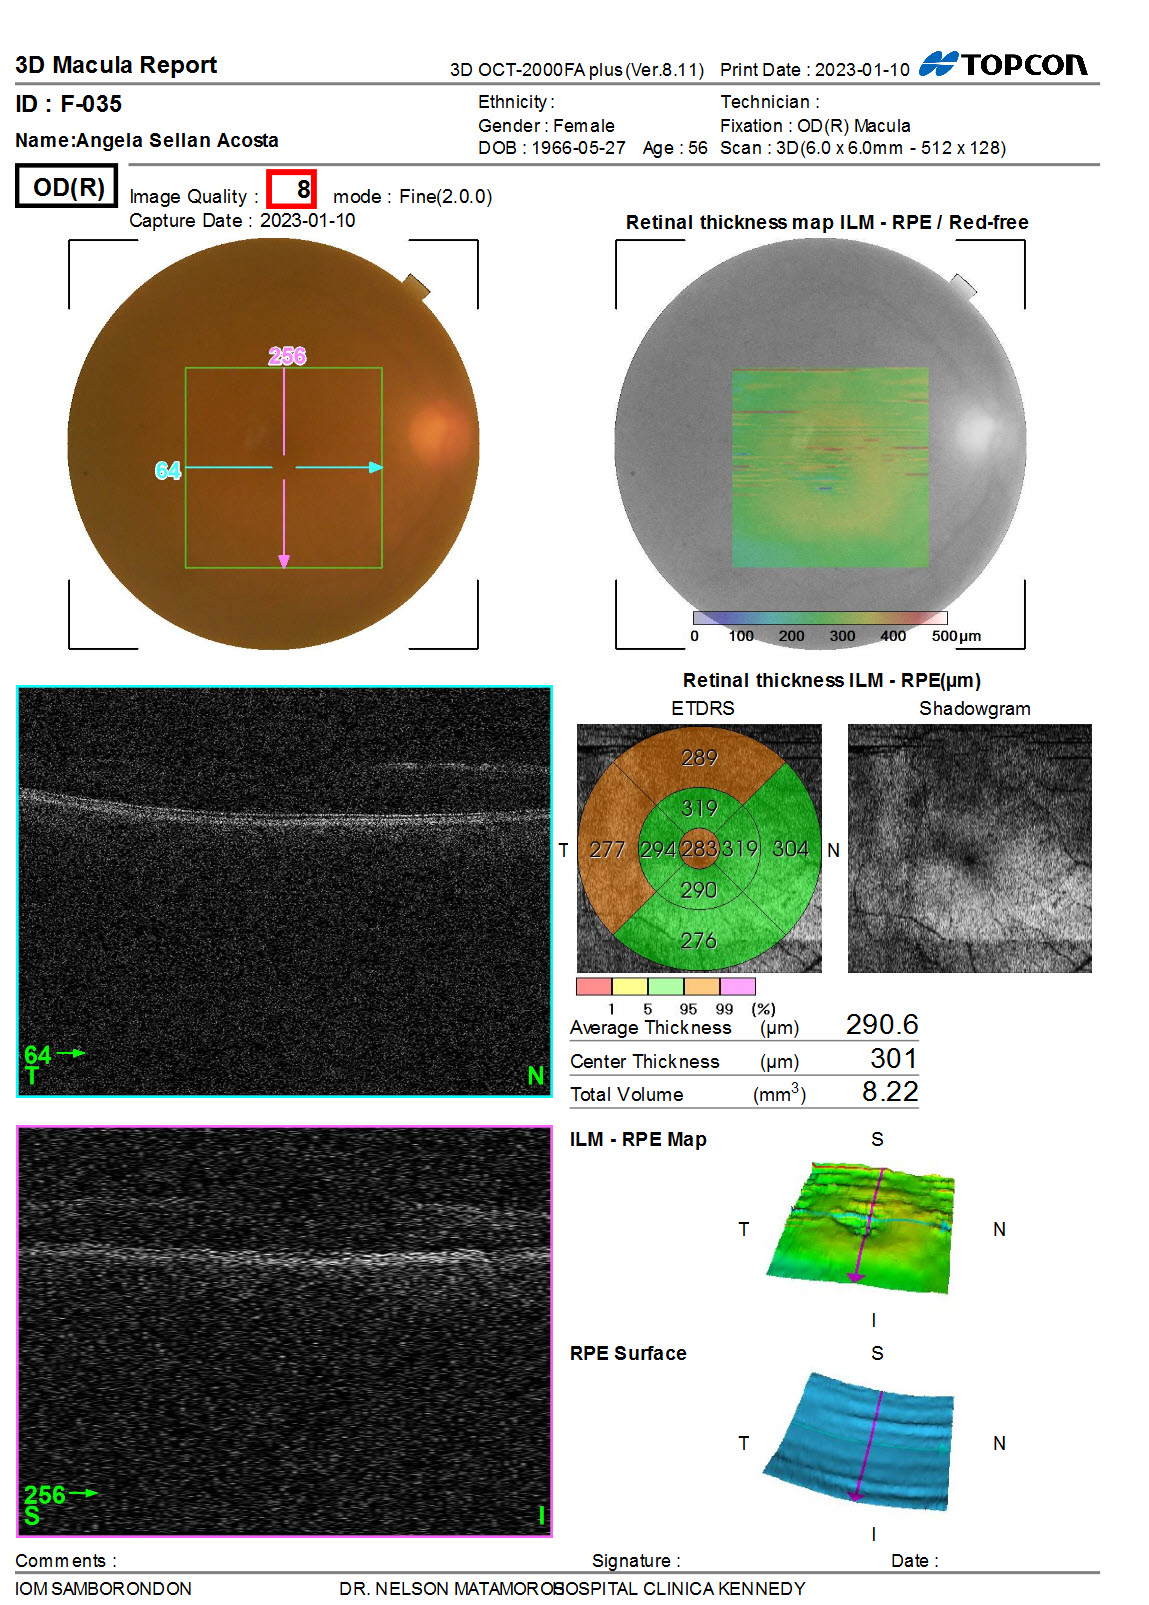 3D Macula Report
3D OCT-2000FA plus(Ver.8.11) Print Date : 2023-01-10 TOPCON
ID : F-035
Ethnicity :
Technician :
Gender : Female
Fixation : OD(R) Macula
Name:Angela Sellan Acosta
DOB : 1966-05-27 Age : 56 Scan : 3D(6.0 x 6.0mm - 512 x 128)
OD(R)
Image Quality : 8 mode : Fine(2.0.0)
Capture Date : 2023-01-10
Retinal thickness map ILM - RPE / Red-free
256
64
0 100 200 300 400 500µm
Retinal thickness ILM - RPE(µm)
ETDRS
Shadowgram
289
319
T 277 294 283 319 304 N
290
276
1 5 95 99 (%)
Average Thickness (µm) 290.6
Center Thickness (µm) 301
Total Volume (mm3) 8.22
64
T N
ILM - RPE Map
S
T N
I
RPE Surface
S
T N
I
256
S I
Comments :
Signature :
Date :
IOM SAMBORONDON
DR. NELSON MATAMOROS
HOSPITAL CLINICA KENNEDY